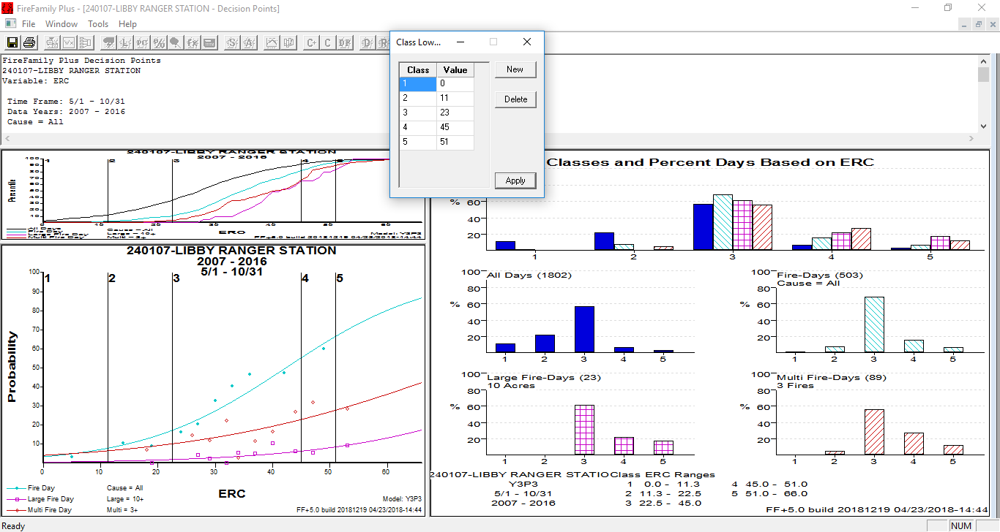 FireFamily Plus - [240107-LIBBY RANGER STATION - Decision Points]
File Window Tools Help
FireFamily Plus Decision Points
240107-LIBBY RANGER STATION
Variable: ERC
Time Frame: 5/1 - 10/31
Data Years: 2007 - 2016
Cause = All
Class Low...
Class Value
1 0
2 11
3 23
4 45
5 51
New
Delete
Apply
240107-LIBBY RANGER STATION
2007 - 2016
Percentile
1 2 3 4 5
ERC
All Days
Cause = All
Large = 10+
Multi = 3+
Model: Y3P3
FF+5.0 build 20181219 04/23/2018-14:44
240107-LIBBY RANGER STATION
2007 - 2016
5/1 - 10/31
1 2 3 4 5
Probability
100
90
80
70
60
50
40
30
20
10
0 10 20 30 40 50 60
ERC
Fire Day Cause = All
Large Fire Day Large = 10+
Multi Fire Day Multi = 3+
Model: Y3P3
FF+5.0 build 20181219 04/23/2018-14:44
Classes and Percent Days Based on ERC
% 60
40
20
1 2 3 4 5
All Days (1802)
100
80
% 60
40
20
1 2 3 4 5
Fire-Days (503)
Cause = All
100
80
% 60
40
20
1 2 3 4 5
Large Fire-Days (23)
10 Acres
100
80
% 60
40
20
1 2 3 4 5
Multi Fire-Days (89)
3 Fires
100
80
% 60
40
20
1 2 3 4 5
240107-LIBBY RANGER STATIO Class ERC Ranges
Y3P3 1 0.0 - 11.3 4 45.0 - 51.0
5/1 - 10/31 2 11.3 - 22.5 5 51.0 - 66.0
2007 - 2016 3 22.5 - 45.0
FF+5.0 build 20181219 04/23/2018-14:44
Ready
NUM